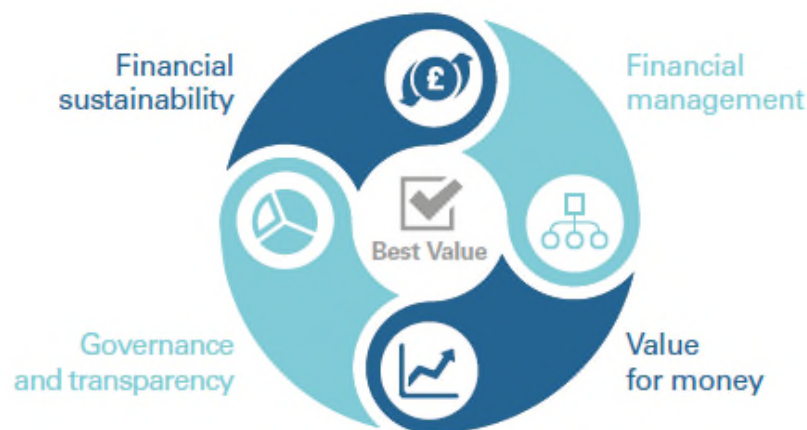 Financial
sustainability
£
Financial
management
Best Value
Governance
and transparency
Value
for money